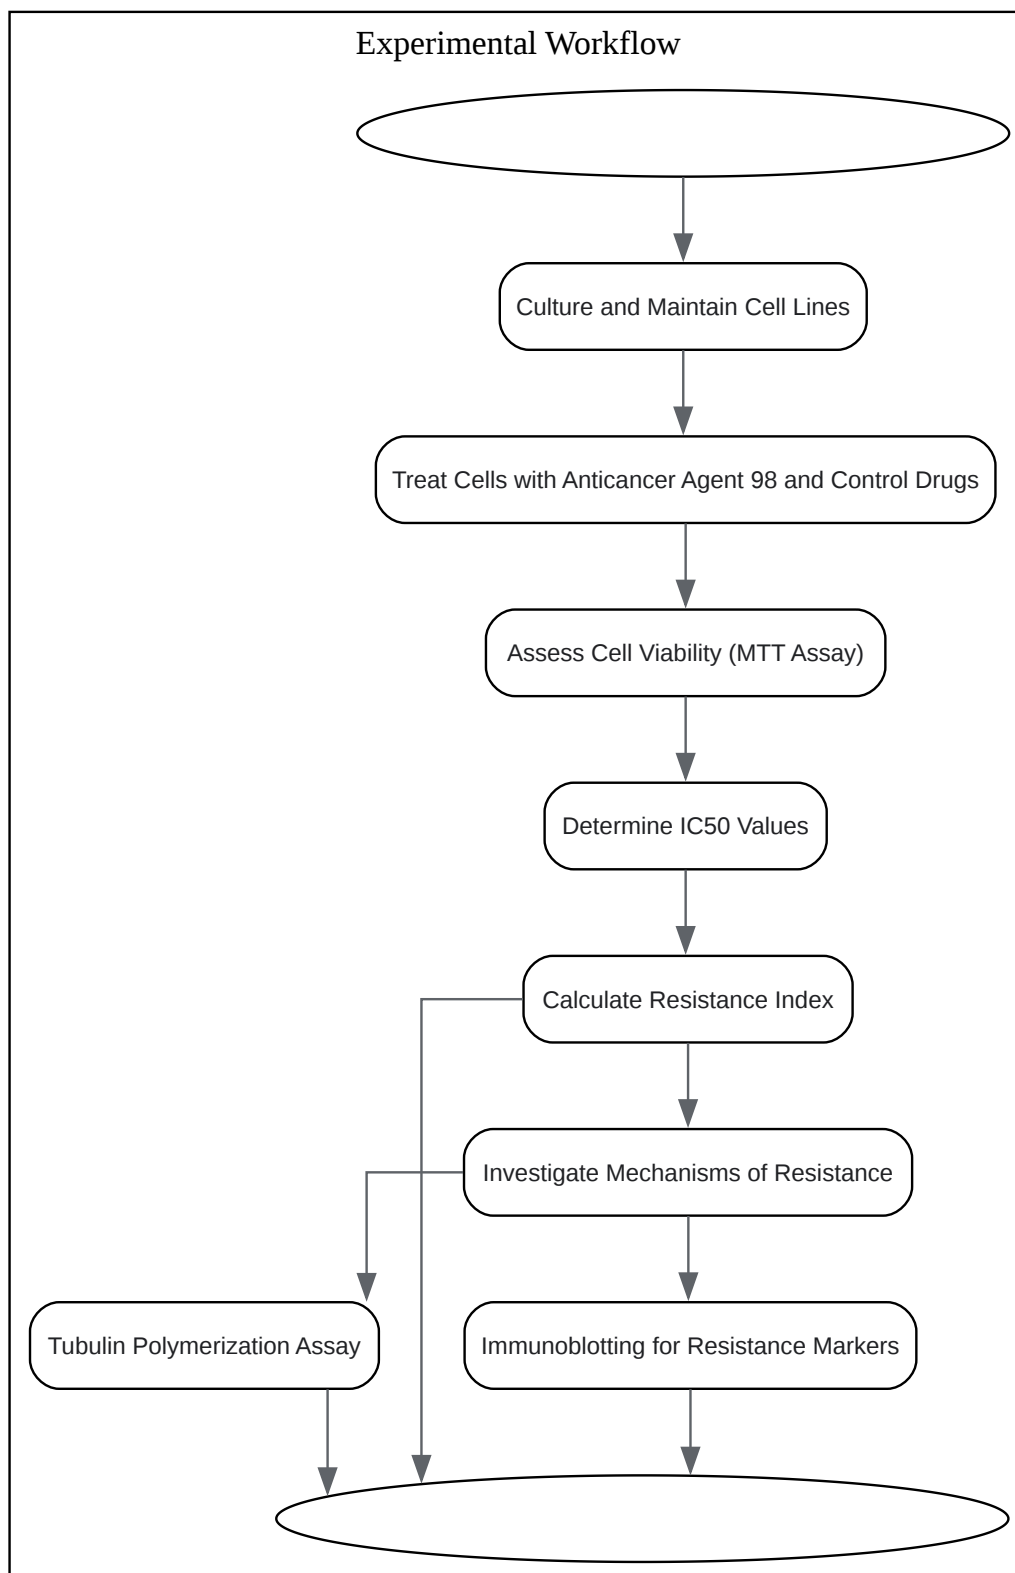 Experimental Workflow
Culture and Maintain Cell Lines
Treat Cells with Anticancer Agent 98 and Control Drugs
Assess Cell Viability (MTT Assay)
Determine IC50 Values
Calculate Resistance Index
Investigate Mechanisms of Resistance
Tubulin Polymerization Assay
Immunoblotting for Resistance Markers